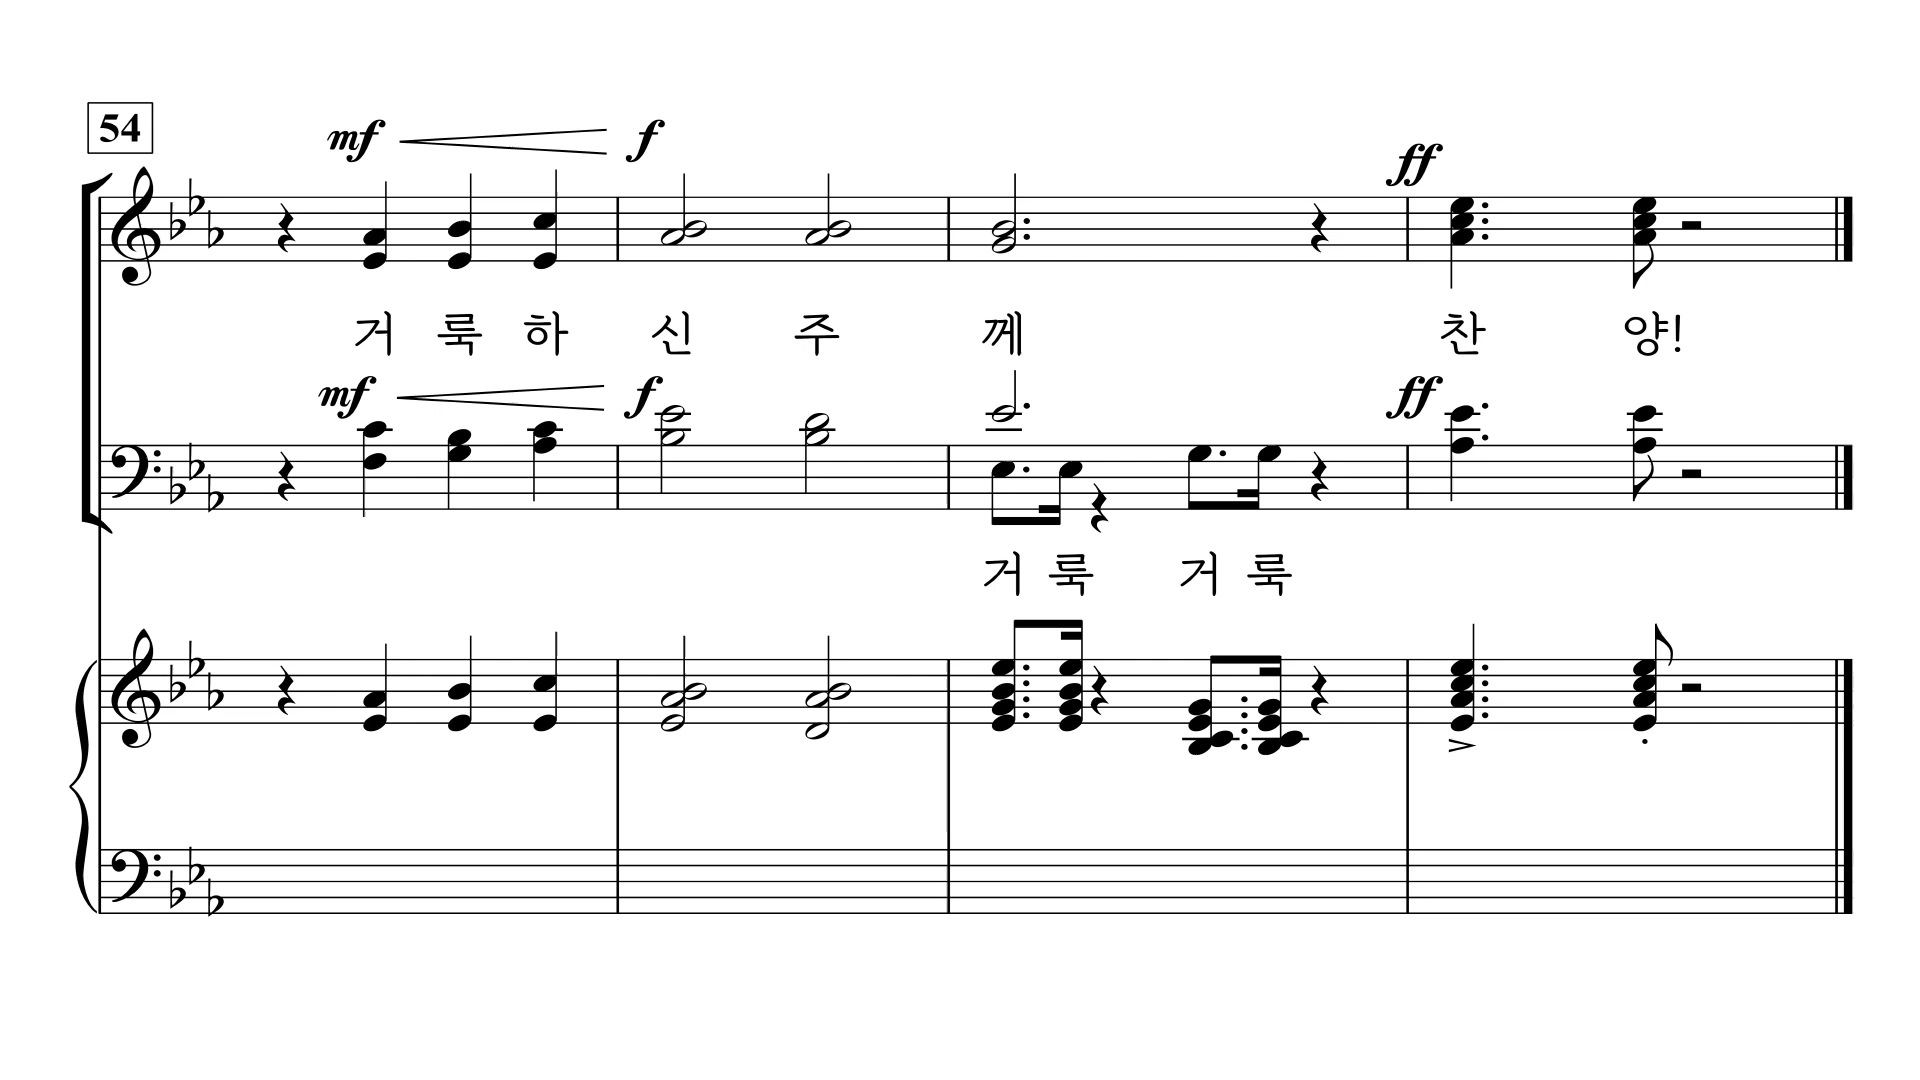 54
mf f ff
거 룩 하 신 주 께 찬 양!
mf f ff
거 룩 거 룩